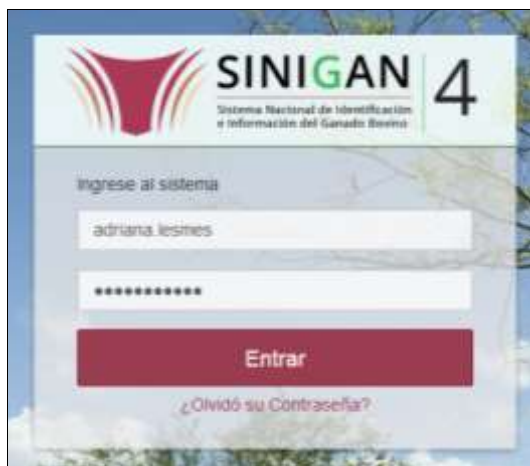 SINIGAN 4
Sistema Nacional de Identificación
e Información del Ganado Bovino
Ingrese al sistema
adriana.lesmes
●●●●●●●●●●●
Entrar
¿Olvidó su Contraseña?